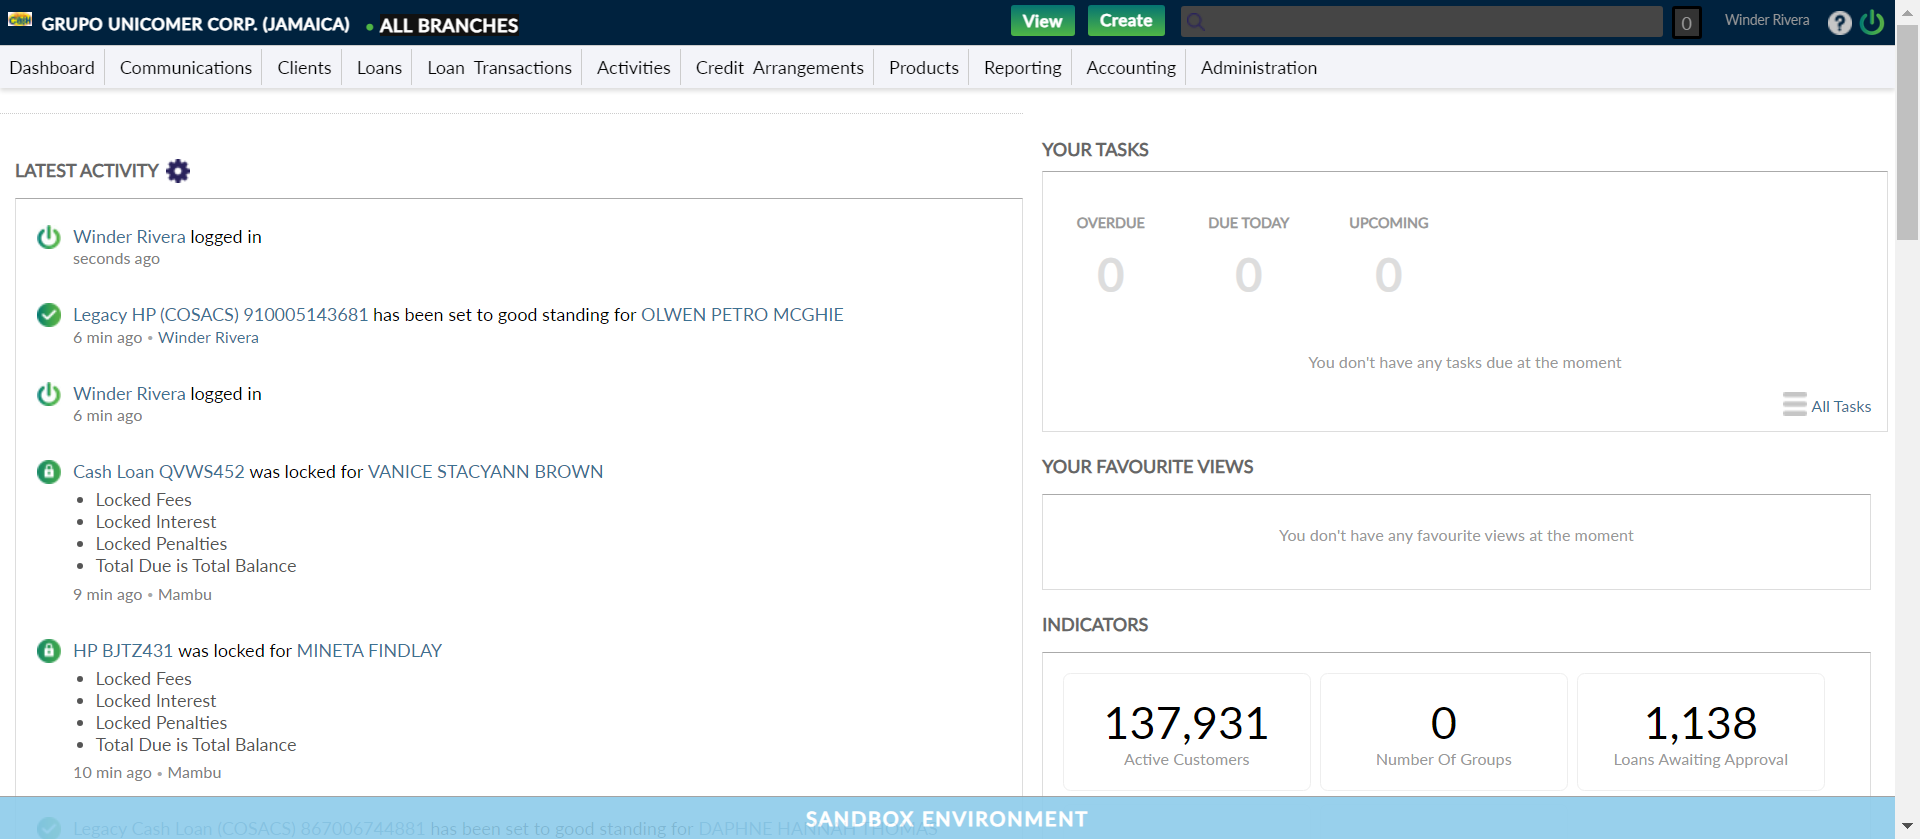 GRUPO UNICOMER CORP. (JAMAICA) • ALL BRANCHES View Create 0 Winder Rivera ?
Dashboard Communications Clients Loans Loan Transactions Activities Credit Arrangements Products Reporting Accounting Administration
LATEST ACTIVITY
Winder Rivera logged in
seconds ago
Legacy HP (COSACS) 910005143681 has been set to good standing for OLWEN PETRO MCGHIE
6 min ago • Winder Rivera
Winder Rivera logged in
6 min ago
Cash Loan QVWS452 was locked for VANICE STACYANN BROWN
• Locked Fees
• Locked Interest
• Locked Penalties
• Total Due is Total Balance
9 min ago • Mambu
HP BJTZ431 was locked for MINETA FINDLAY
• Locked Fees
• Locked Interest
• Locked Penalties
• Total Due is Total Balance
10 min ago • Mambu
Legacy Cash Loan (COSACS) 867006744881 has been set to good standing for DAPHNE HANNAH THOMAS
YOUR TASKS
OVERDUE DUE TODAY UPCOMING
0 0 0
You don't have any tasks due at the moment
All Tasks
YOUR FAVOURITE VIEWS
You don't have any favourite views at the moment
INDICATORS
137,931 0 1,138
Active Customers Number Of Groups Loans Awaiting Approval
SANDBOX ENVIRONMENT